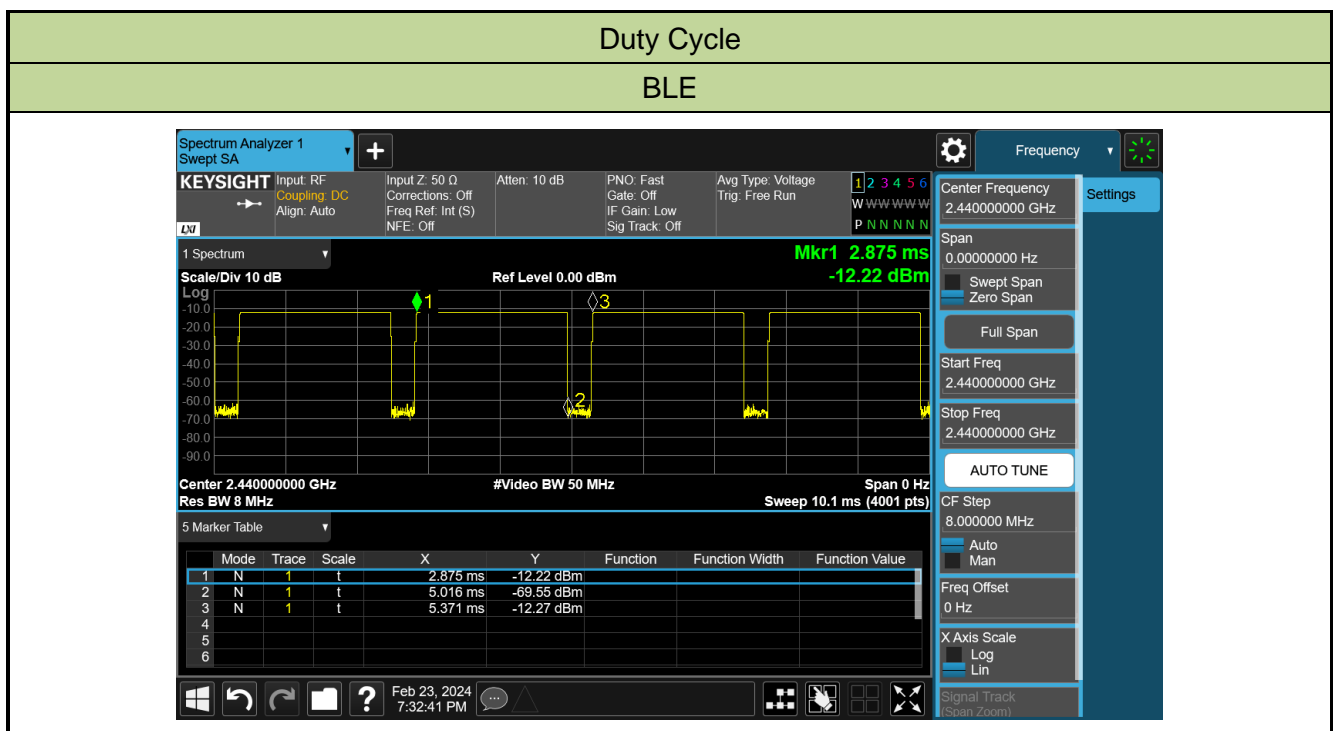 Duty Cycle
BLE
Spectrum Analyzer 1
Swept SA
Frequency
KEYSIGHT
LXI
Input: RF
Coupling: DC
Align: Auto
Input Z: 50 Ω
Corrections: Off
Freq Ref: Int (S)
NFE: Off
Atten: 10 dB
PNO: Fast
Gate: Off
IF Gain: Low
Sig Track: Off
Avg Type: Voltage
Trig: Free Run
1 2 3 4 5 6
W W W W W W
P N N N N N
Settings
Center Frequency
2.440000000 GHz
Span
0.00000000 Hz
Swept Span
Zero Span
Full Span
Start Freq
2.440000000 GHz
Stop Freq
2.440000000 GHz
AUTO TUNE
CF Step
8.000000 MHz
Auto
Man
Freq Offset
0 Hz
X Axis Scale
Log
Lin
Signal Track
(Span Zoom)
1 Spectrum
Mkr1 2.875 ms
-12.22 dBm
Scale/Div 10 dB
Ref Level 0.00 dBm
Log
-10.0
-20.0
-30.0
-40.0
-50.0
-60.0
-70.0
-80.0
-90.0
1
3
2
Center 2.440000000 GHz #Video BW 50 MHz Span 0 Hz
Res BW 8 MHz Sweep 10.1 ms (4001 pts)
5 Marker Table
Mode Trace Scale X Y Function Function Width Function Value
1 N 1 t 2.875 ms -12.22 dBm
2 N 1 t 5.016 ms -69.55 dBm
3 N 1 t 5.371 ms -12.27 dBm
4
5
6
Feb 23, 2024
7:32:41 PM